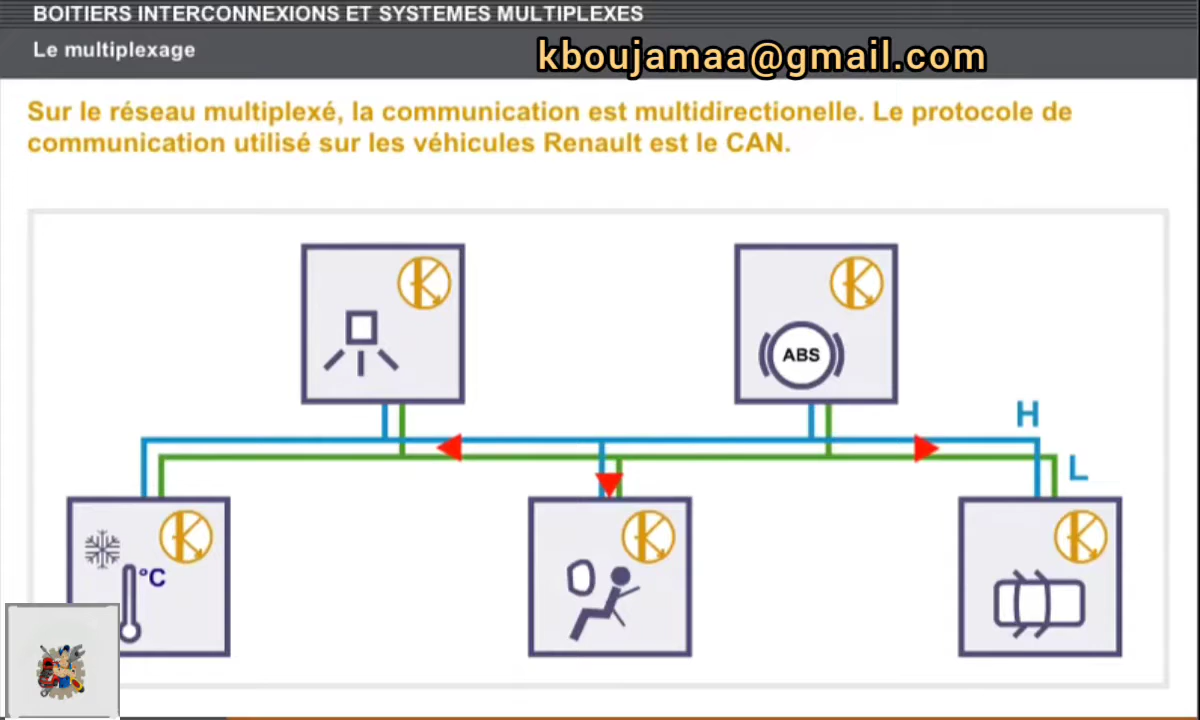 BOITIERS INTERCONNEXIONS ET SYSTEMES MULTIPLEXES
Le multiplexage
kboujamaa@gmail.com
Sur le réseau multiplexé, la communication est multidirectionelle. Le protocole de
communication utilisé sur les véhicules Renault est le CAN.
ABS
H
L
°C